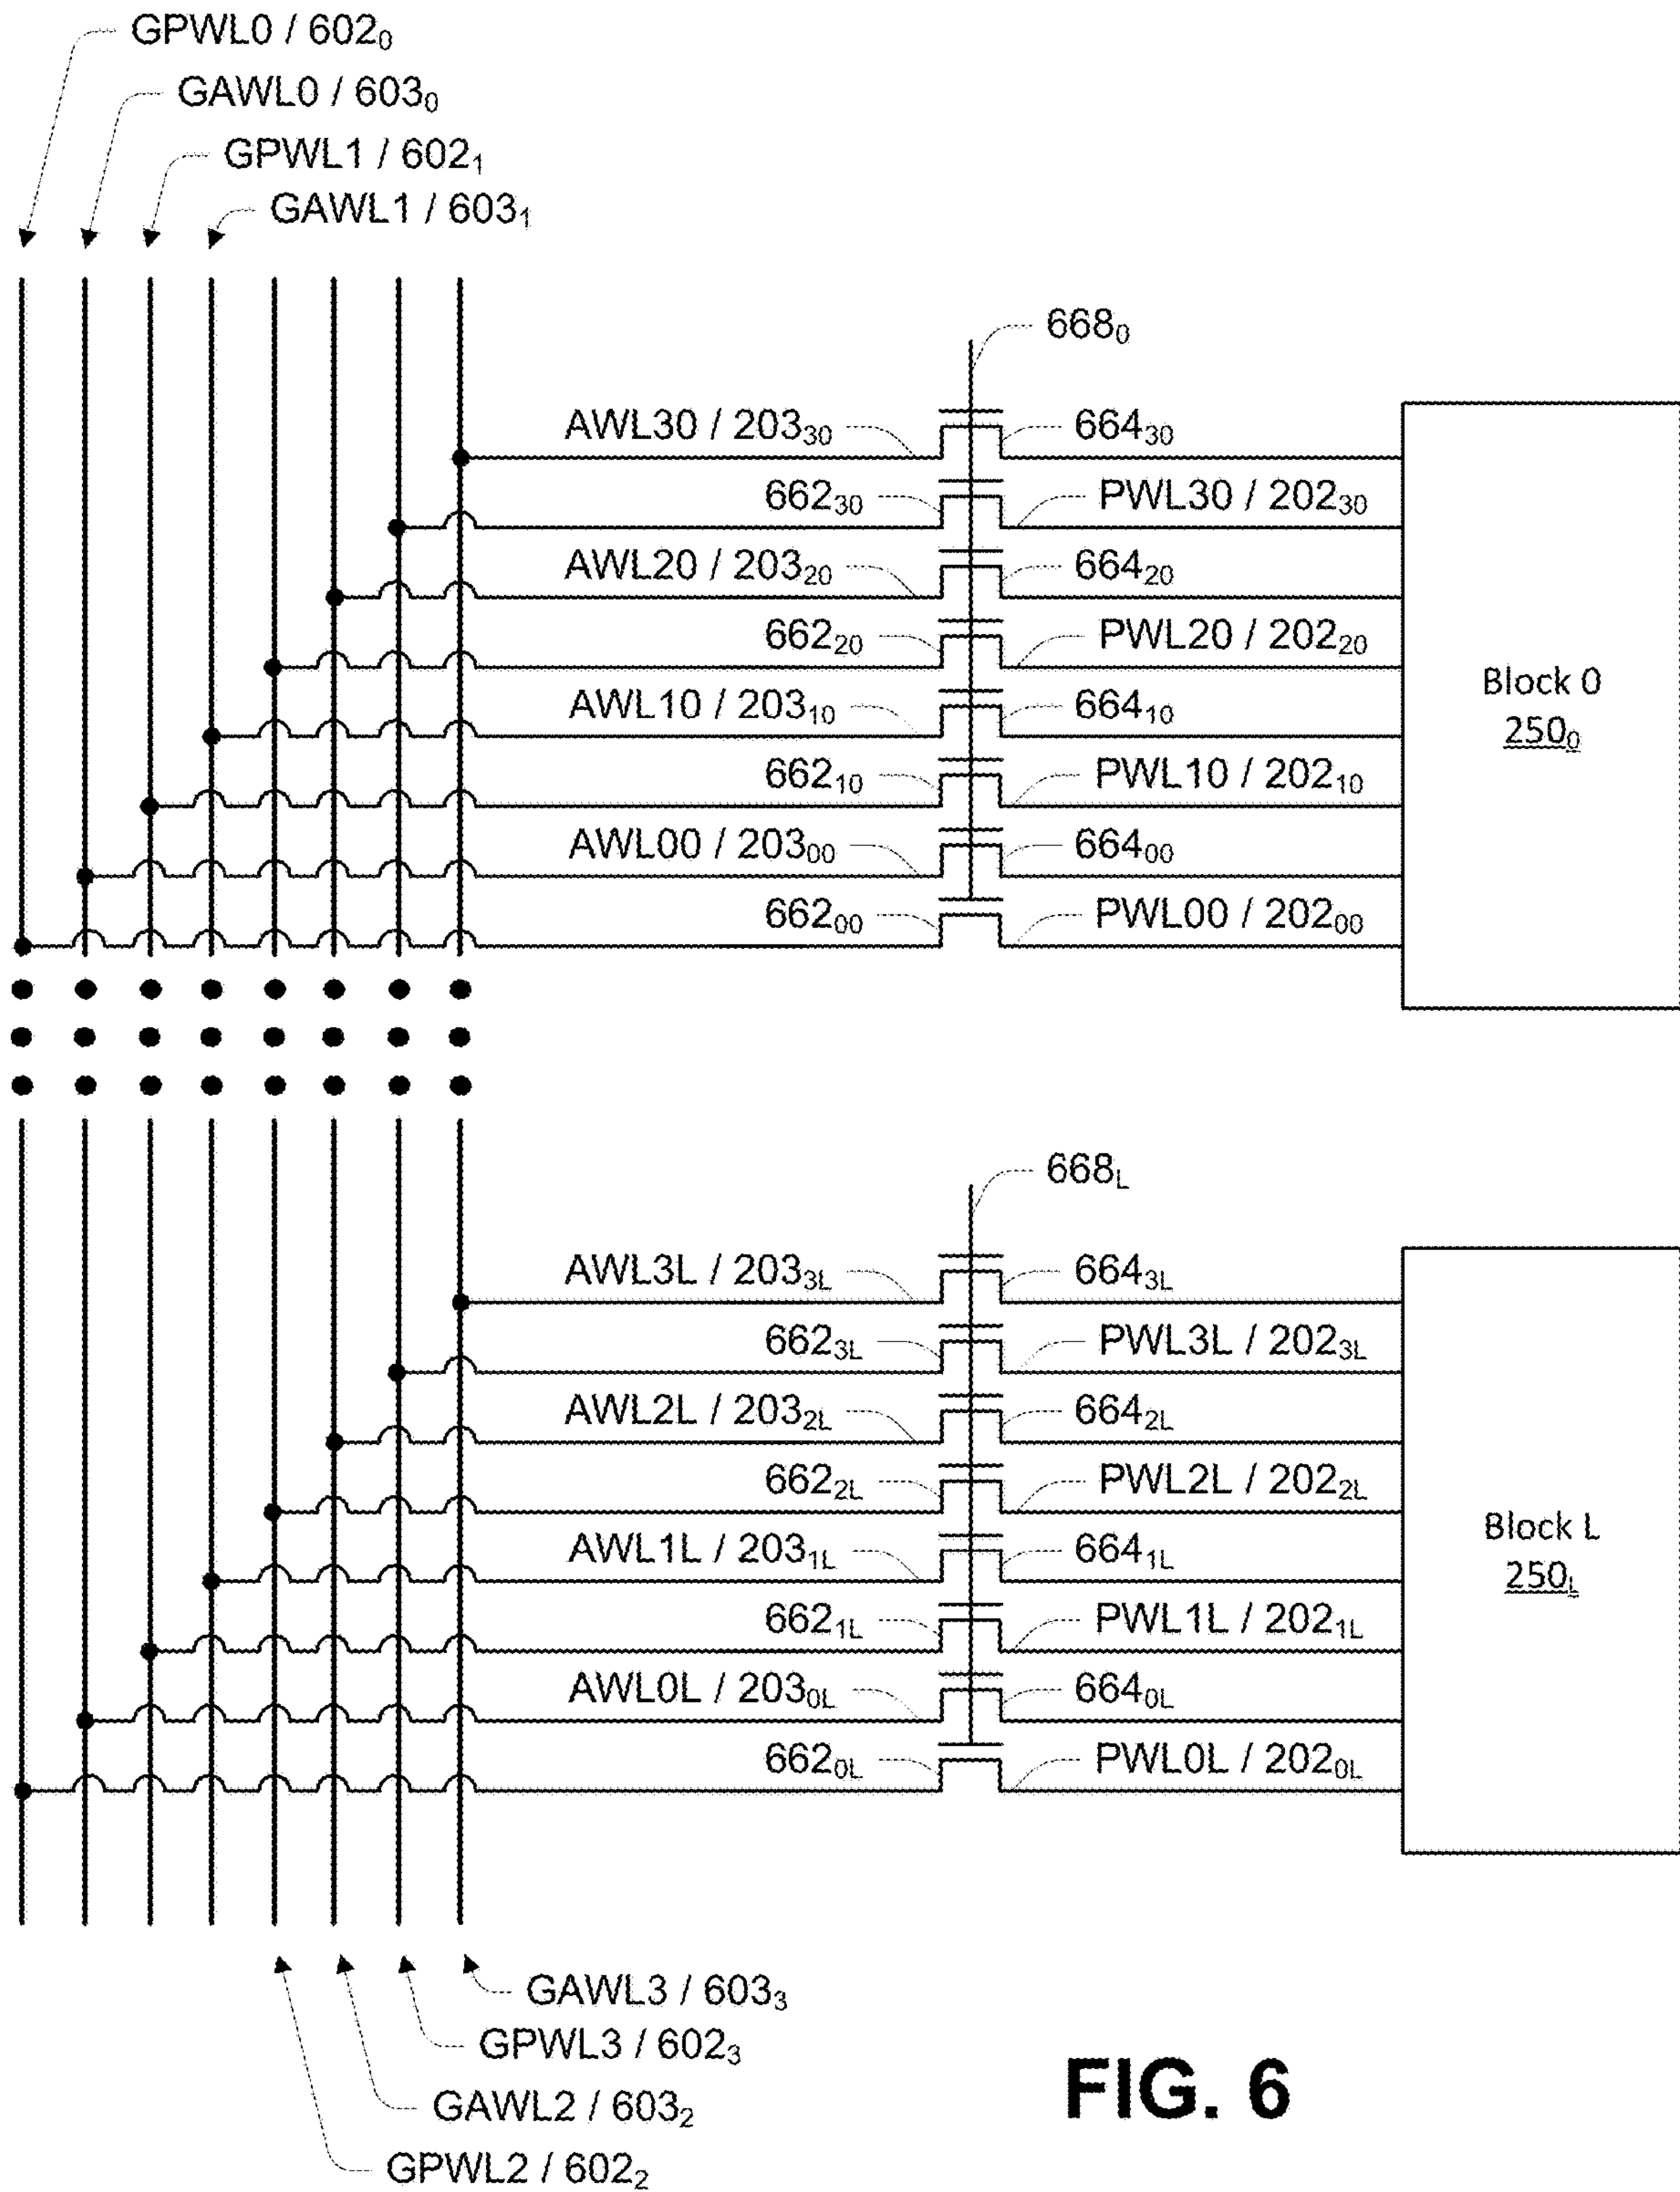 GPWL0 / 602₀
GAWL0 / 603₀
GPWL1 / 602₁
GAWL1 / 603₁
668₀
AWL30 / 203₃₀ 664₃₀
662₃₀ PWL30 / 202₃₀
AWL20 / 203₂₀ 664₂₀
662₂₀ PWL20 / 202₂₀
AWL10 / 203₁₀ 664₁₀
662₁₀ PWL10 / 202₁₀
AWL00 / 203₀₀ 664₀₀
662₀₀ PWL00 / 202₀₀
Block 0
250₀
668L
AWL3L / 203₃L 664₃L
662₃L PWL3L / 202₃L
AWL2L / 203₂L 664₂L
662₂L PWL2L / 202₂L
AWL1L / 203₁L 664₁L
662₁L PWL1L / 202₁L
AWL0L / 203₀L 664₀L
662₀L PWL0L / 202₀L
Block L
250L
GAWL3 / 603₃
GPWL3 / 602₃
GAWL2 / 603₂
GPWL2 / 602₂
FIG. 6